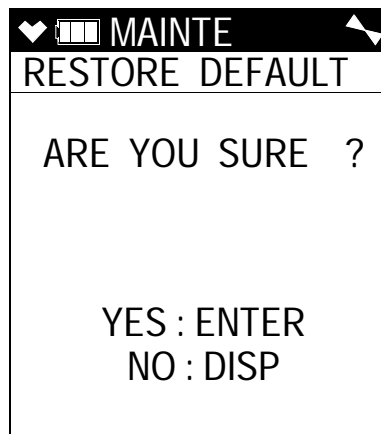 MAINTE
RESTORE DEFAULT
ARE YOU SURE ?
YES : ENTER
NO : DISP